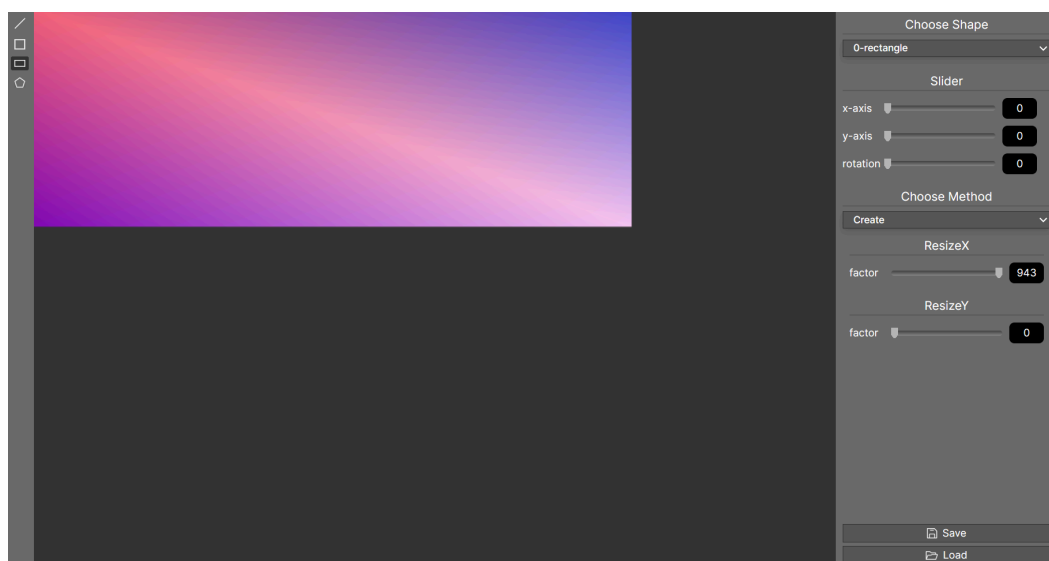 Choose Shape
0-rectangle
Slider
x-axis 0
y-axis 0
rotation 0
Choose Method
Create
ResizeX
factor 943
ResizeY
factor 0
Save
Load